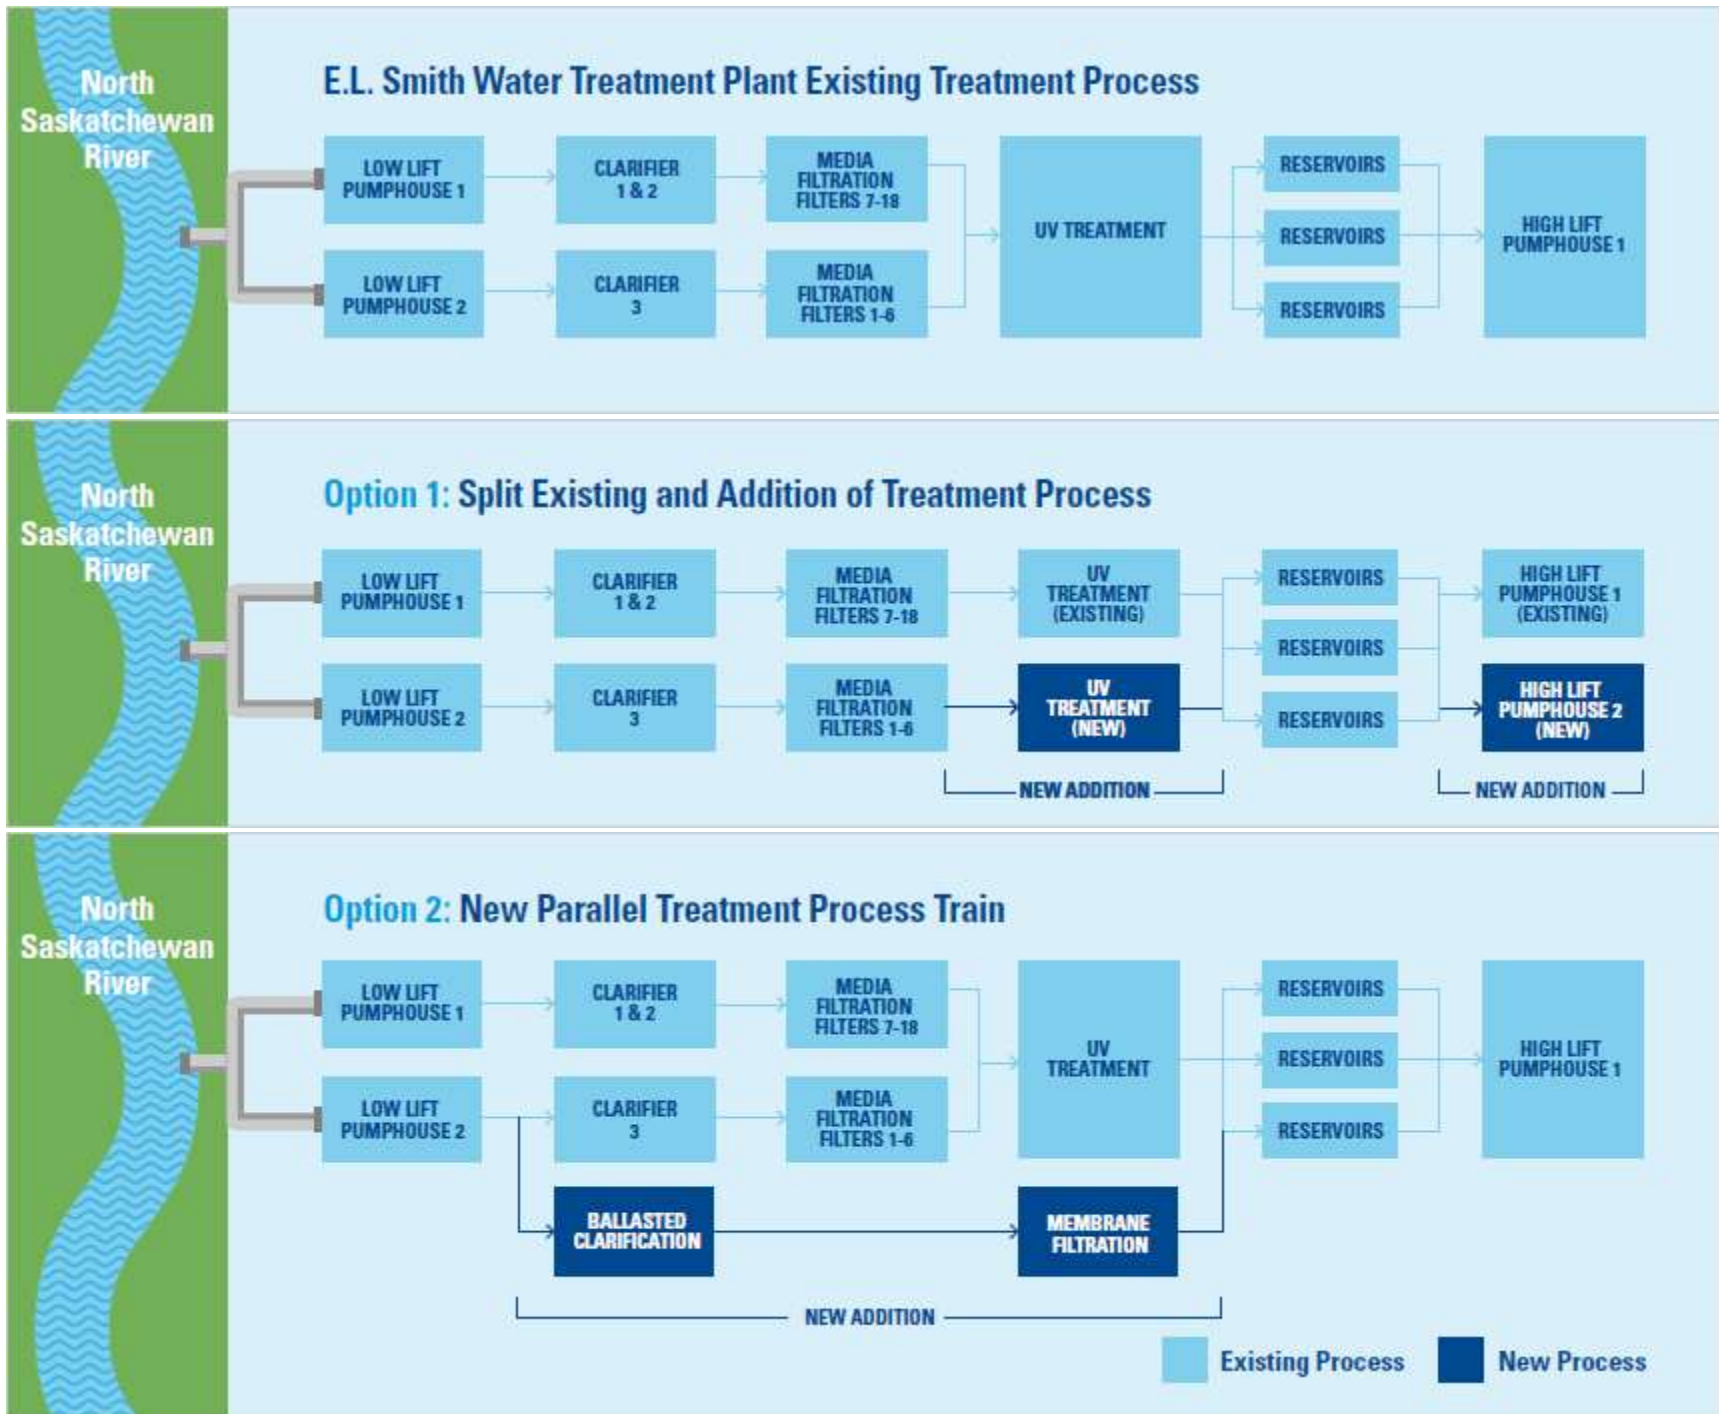 North
Saskatchewan
River
E.L. Smith Water Treatment Plant Existing Treatment Process
LOW LIFT
PUMPHOUSE 1
CLARIFIER
1 & 2
MEDIA
FILTRATION
FILTERS 7-18
LOW LIFT
PUMPHOUSE 2
CLARIFIER
3
MEDIA
FILTRATION
FILTERS 1-6
UV TREATMENT
RESERVOIRS
RESERVOIRS
RESERVOIRS
HIGH LIFT
PUMPHOUSE 1
North
Saskatchewan
River
Option 1: Split Existing and Addition of Treatment Process
LOW LIFT
PUMPHOUSE 1
CLARIFIER
1 & 2
MEDIA
FILTRATION
FILTERS 7-18
UV
TREATMENT
(EXISTING)
LOW LIFT
PUMPHOUSE 2
CLARIFIER
3
MEDIA
FILTRATION
FILTERS 1-6
UV
TREATMENT
(NEW)
RESERVOIRS
RESERVOIRS
RESERVOIRS
HIGH LIFT
PUMPHOUSE 1
(EXISTING)
HIGH LIFT
PUMPHOUSE 2
(NEW)
NEW ADDITION
NEW ADDITION
North
Saskatchewan
River
Option 2: New Parallel Treatment Process Train
LOW LIFT
PUMPHOUSE 1
CLARIFIER
1 & 2
MEDIA
FILTRATION
FILTERS 7-18
LOW LIFT
PUMPHOUSE 2
CLARIFIER
3
MEDIA
FILTRATION
FILTERS 1-6
UV
TREATMENT
RESERVOIRS
RESERVOIRS
RESERVOIRS
HIGH LIFT
PUMPHOUSE 1
BALLASTED
CLARIFICATION
MEMBRANE
FILTRATION
NEW ADDITION
Existing Process
New Process